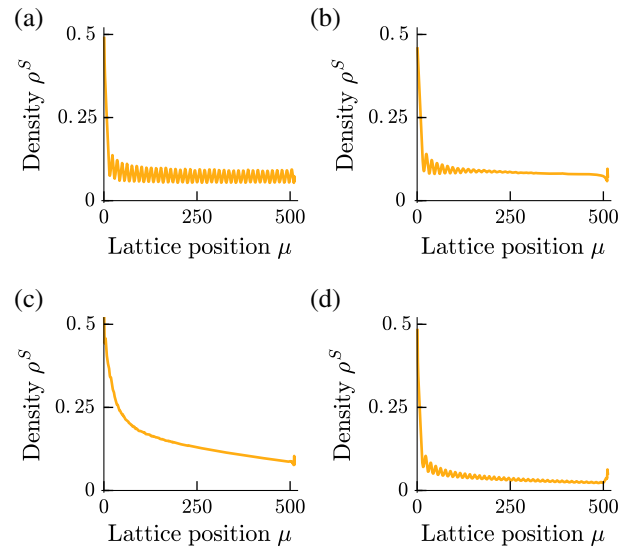 (a) (b)
0.5 0.5
Density ρ^S Density ρ^S
0.25 0.25
0 0
0 250 500 0 250 500
Lattice position μ Lattice position μ
(c) (d)
0.5 0.5
Density ρ^S Density ρ^S
0.25 0.25
0 0
0 250 500 0 250 500
Lattice position μ Lattice position μ